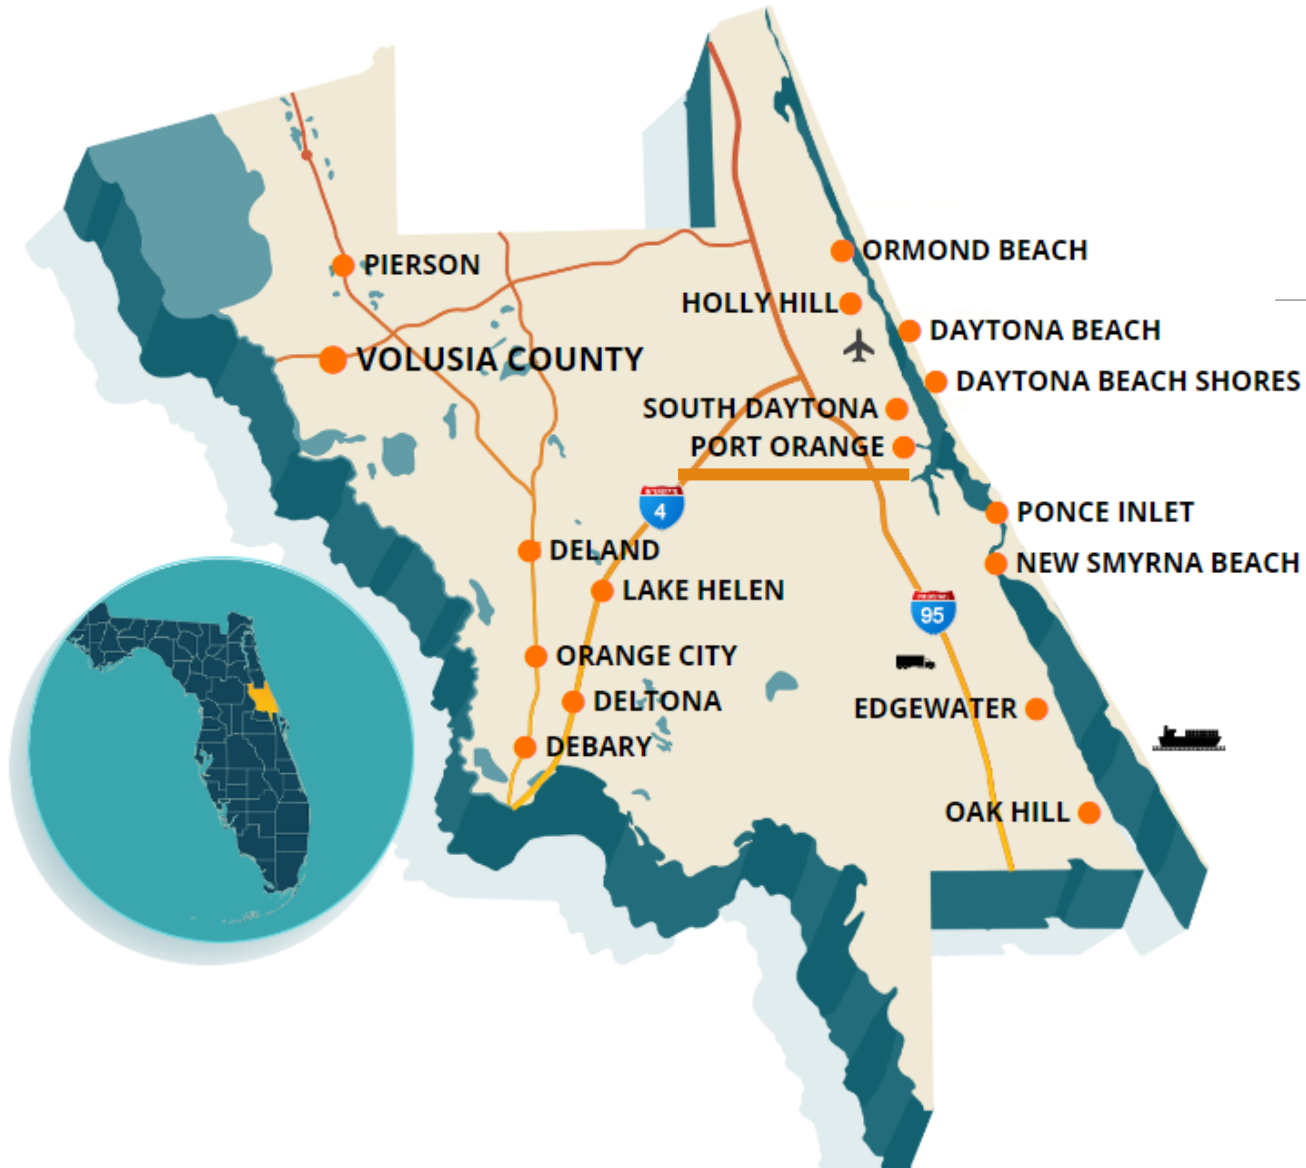 ORMOND BEACH
PIERSON
HOLLY HILL
DAYTONA BEACH
VOLUSIA COUNTY
DAYTONA BEACH SHORES
SOUTH DAYTONA
PORT ORANGE
4
PONCE INLET
DELAND
NEW SMYRNA BEACH
LAKE HELEN
95
ORANGE CITY
DELTONA
EDGEWATER
DEBARY
OAK HILL